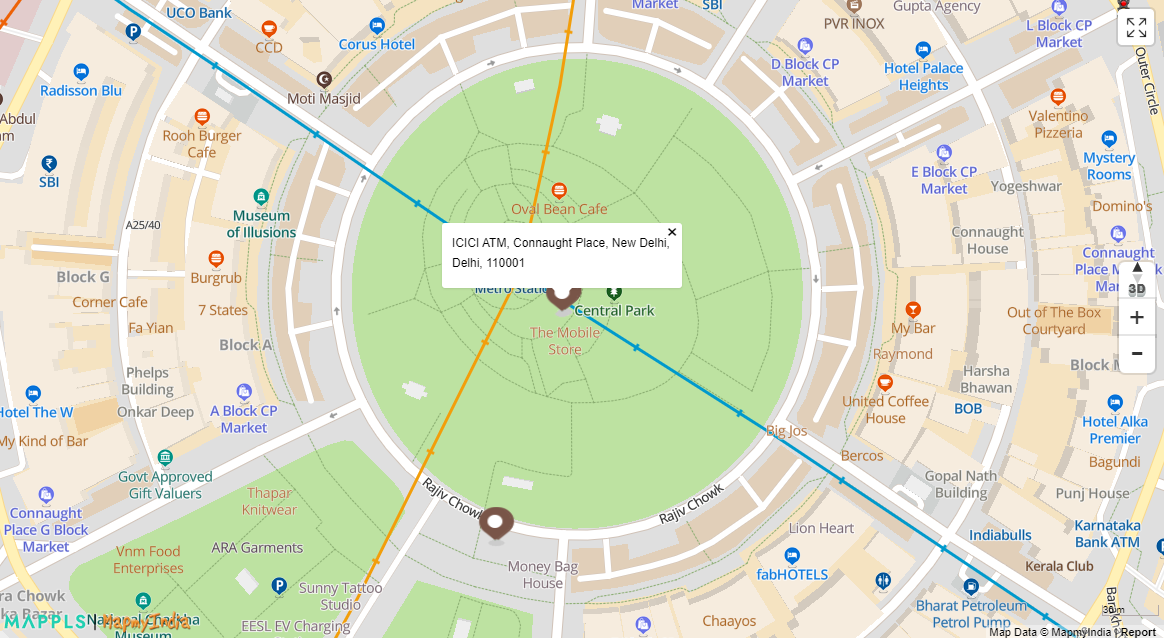 UCO Bank
Market
SBI
Gupta Agency
PVR INOX
L Block CP
Market
CCD
Corus Hotel
D Block CP
Market
Hotel Palace
Heights
Outer Circle
Radisson Blu
Moti Masjid
Abdul
Rooh Burger
Cafe
Valentino
Pizzeria
SBI
E Block CP
Market
Mystery
Rooms
Yogeshwar
Oval Bean Cafe
Domino's
Museum
of Illusions
A25/40
ICICI ATM, Connaught Place, New Delhi,
Delhi, 110001
Connaught
House
Connaught
Place M
Burgrub
Block G
3D
Corner Cafe
7 States
Central Park
My Bar
Out of The Box
Courtyard
Fa Yian
The Mobile
Store
Block A
Raymond
Block
Phelps
Building
Harsha
Bhawan
Hotel The W
Onkar Deep
A Block CP
Market
United Coffee
House
BOB
Hotel Alka
Premier
My Kind of Bar
Big Jos
Bercos
Bagundi
Govt Approved
Gift Valuers
Gopal Nath
Building
Thapar
Knitwear
Rajiv Chowk
Rajiv Chowk
Punj House
Connaught
Place G Block
Market
Lion Heart
Indiabulls
Karnataka
Bank ATM
Vnm Food
Enterprises
ARA Garments
Money Bag
House
fabHOTELS
Kerala Club
Sunny Tattoo
Studio
Bharat Petroleum
Petrol Pump
MAPPLS
MapmyIndia
EESL EV Charging
Chaayos
Map Data © MapmyIndia | Report